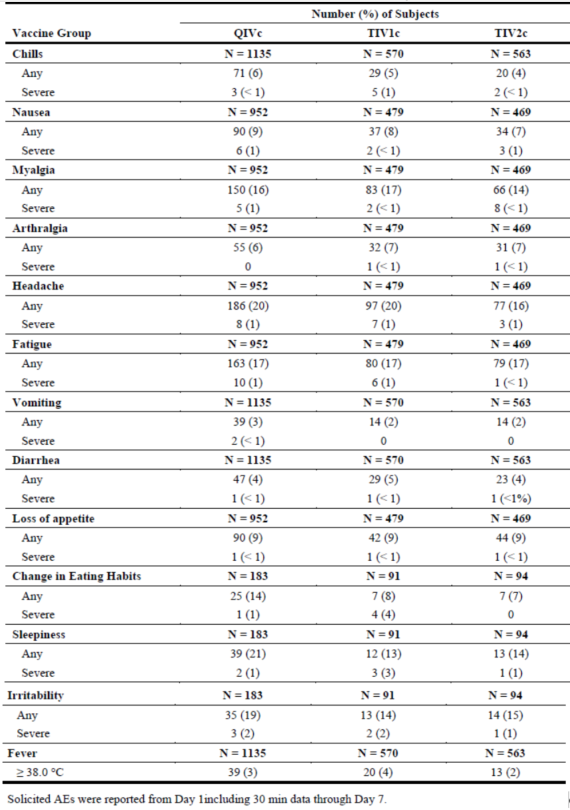 Number (%) of Subjects
Vaccine Group QIVc TIV1c TIV2c
Chills N = 1135 N = 570 N = 563
Any 71 (6) 29 (5) 20 (4)
Severe 3 (< 1) 5 (1) 2 (< 1)
Nausea N = 952 N = 479 N = 469
Any 90 (9) 37 (8) 34 (7)
Severe 6 (1) 2 (< 1) 3 (1)
Myalgia N = 952 N = 479 N = 469
Any 150 (16) 83 (17) 66 (14)
Severe 5 (1) 2 (< 1) 8 (< 1)
Arthralgia N = 952 N = 479 N = 469
Any 55 (6) 32 (7) 31 (7)
Severe 0 1 (< 1) 1 (< 1)
Headache N = 952 N = 479 N = 469
Any 186 (20) 97 (20) 77 (16)
Severe 8 (1) 7 (1) 3 (1)
Fatigue N = 952 N = 479 N = 469
Any 163 (17) 80 (17) 79 (17)
Severe 10 (1) 6 (1) 1 (< 1)
Vomiting N = 1135 N = 570 N = 563
Any 39 (3) 14 (2) 14 (2)
Severe 2 (< 1) 0 0
Diarrhea N = 1135 N = 570 N = 563
Any 47 (4) 29 (5) 23 (4)
Severe 1 (< 1) 1 (< 1) 1 (<1%)
Loss of appetite N = 952 N = 479 N = 469
Any 90 (9) 42 (9) 44 (9)
Severe 1 (< 1) 1 (< 1) 1 (< 1)
Change in Eating Habits N = 183 N = 91 N = 94
Any 25 (14) 7 (8) 7 (7)
Severe 1 (1) 4 (4) 0
Sleepiness N = 183 N = 91 N = 94
Any 39 (21) 12 (13) 13 (14)
Severe 2 (1) 3 (3) 1 (1)
Irritability N = 183 N = 91 N = 94
Any 35 (19) 13 (14) 14 (15)
Severe 3 (2) 2 (2) 1 (1)
Fever N = 1135 N = 570 N = 563
≥ 38.0 °C 39 (3) 20 (4) 13 (2)
Solicited AEs were reported from Day 1including 30 min data through Day 7.